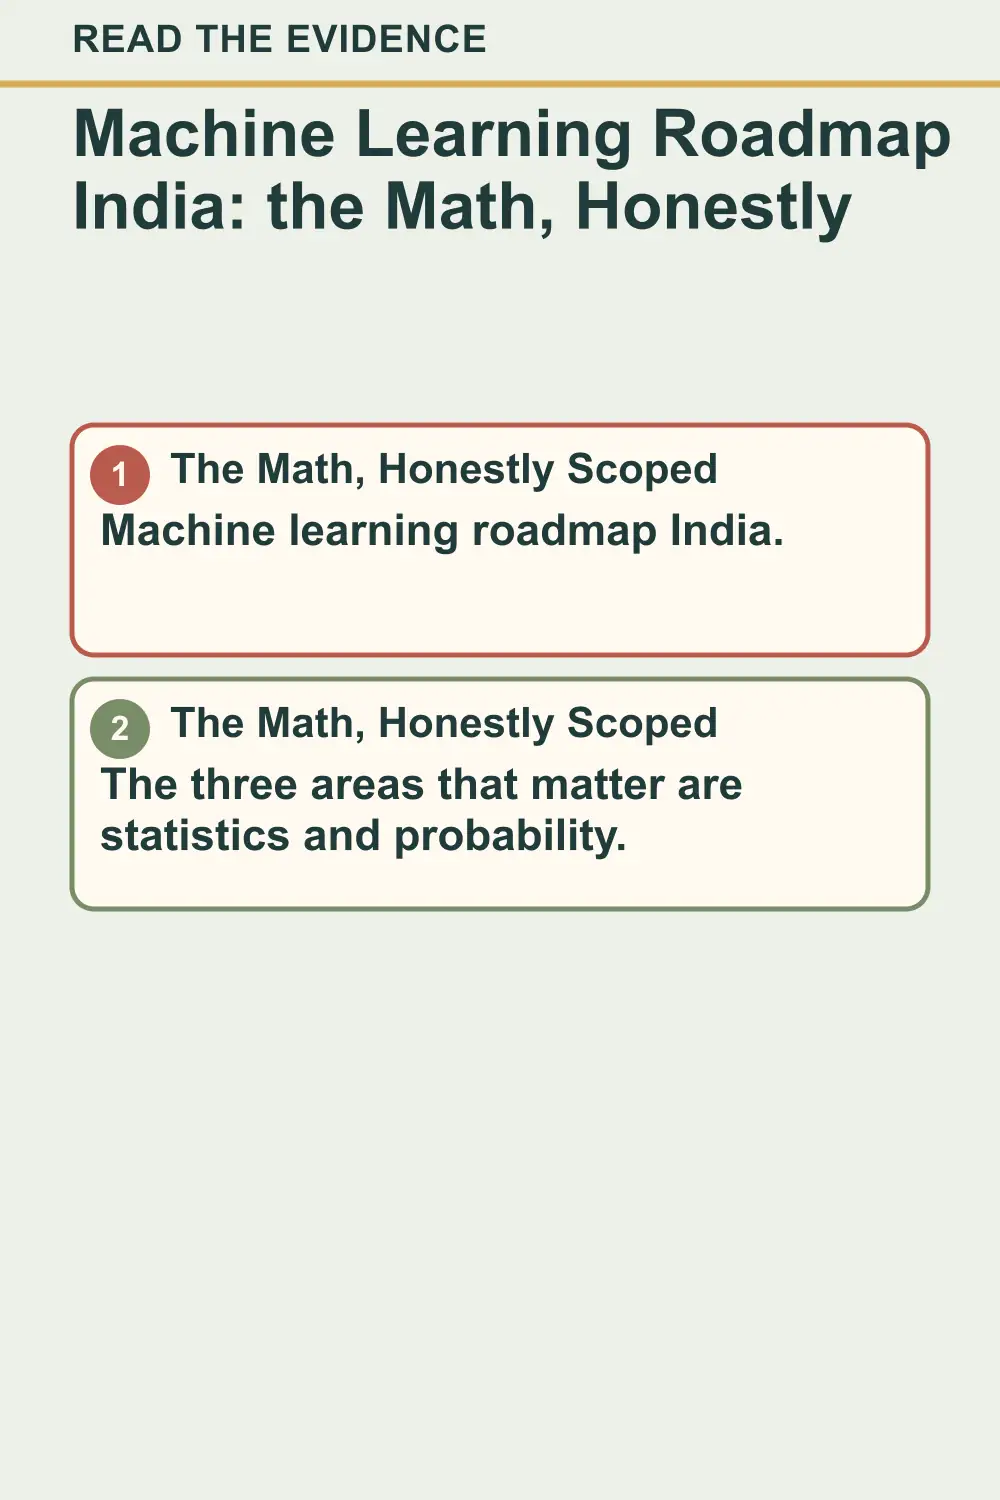 READ THE EVIDENCE
Machine Learning Roadmap
India: the Math, Honestly
1 The Math, Honestly Scoped
Machine learning roadmap India.
2 The Math, Honestly Scoped
The three areas that matter are
statistics and probability.